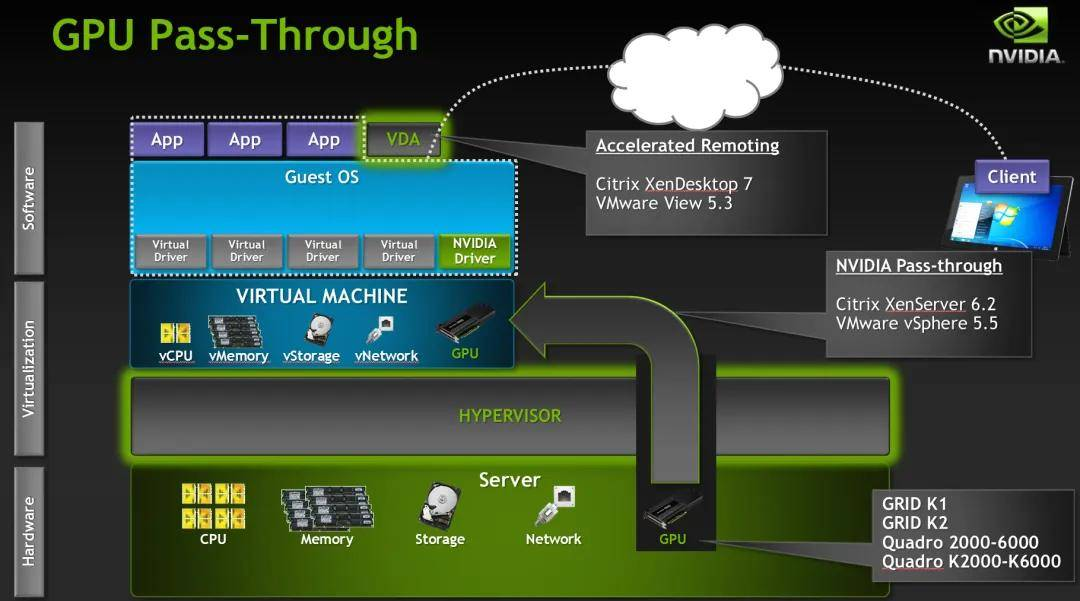 GPU Pass-Through
NVIDIA.
Software
App
App
App
VDA
Guest OS
Virtual
Driver
Virtual
Driver
Virtual
Driver
Virtual
Driver
NVIDIA
Driver
Accelerated Remoting
Citrix XenDesktop 7
VMware View 5.3
Client
Virtualization
VIRTUAL MACHINE
vCPU
vMemory
vStorage
vNetwork
GPU
NVIDIA Pass-through
Citrix XenServer 6.2
VMware vSphere 5.5
HYPERVISOR
Hardware
Server
CPU
Memory
Storage
Network
GPU
GRID K1
GRID K2
Quadro 2000-6000
Quadro K2000-K6000